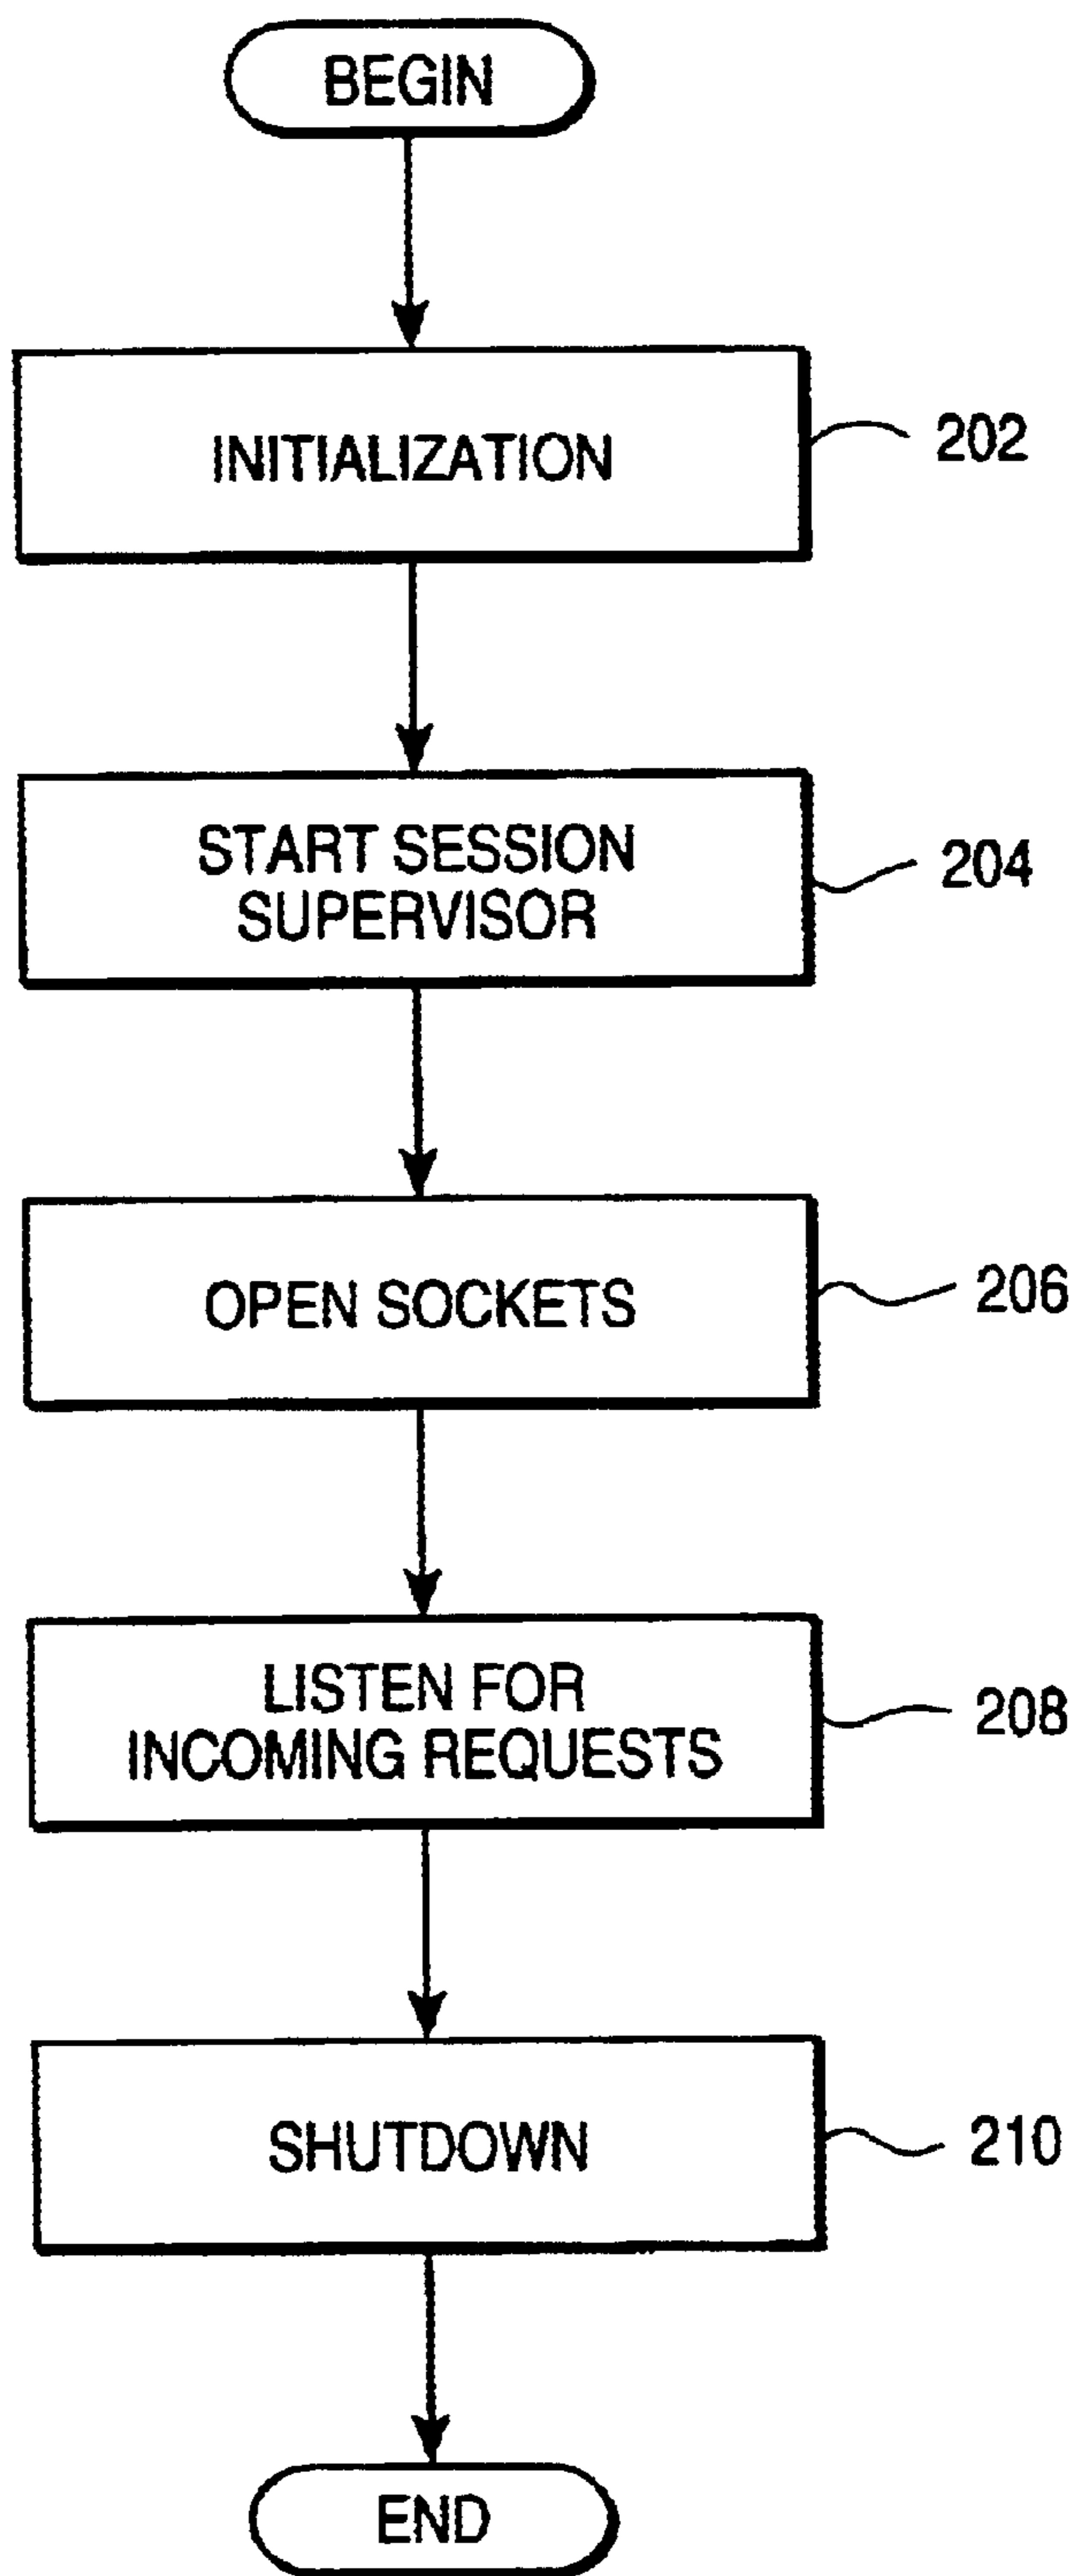 BEGIN
INITIALIZATION
202
START SESSION
SUPERVISOR
204
OPEN SOCKETS
206
LISTEN FOR
INCOMING REQUESTS
208
SHUTDOWN
210
END